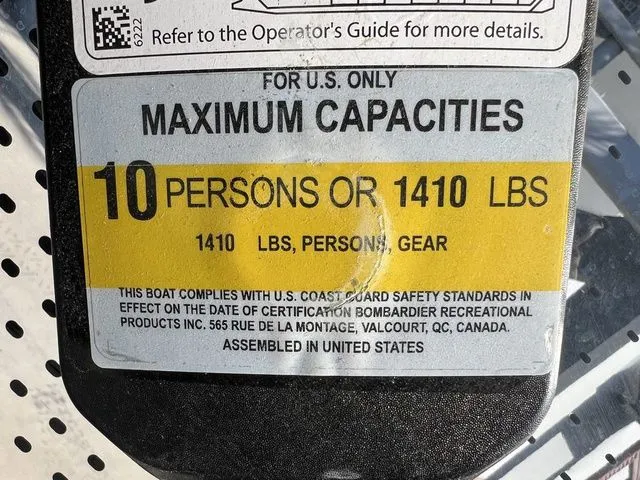 6222
Refer to the Operator's Guide for more details.
FOR U.S. ONLY
MAXIMUM CAPACITIES
10 PERSONS OR 1410 LBS
1410 LBS, PERSONS, GEAR
THIS BOAT COMPLIES WITH U.S. COAST GUARD SAFETY STANDARDS IN
EFFECT ON THE DATE OF CERTIFICATION BOMBARDIER RECREATIONAL
PRODUCTS INC. 565 RUE DE LA MONTAGE, VALCOURT, QC, CANADA.
ASSEMBLED IN UNITED STATES